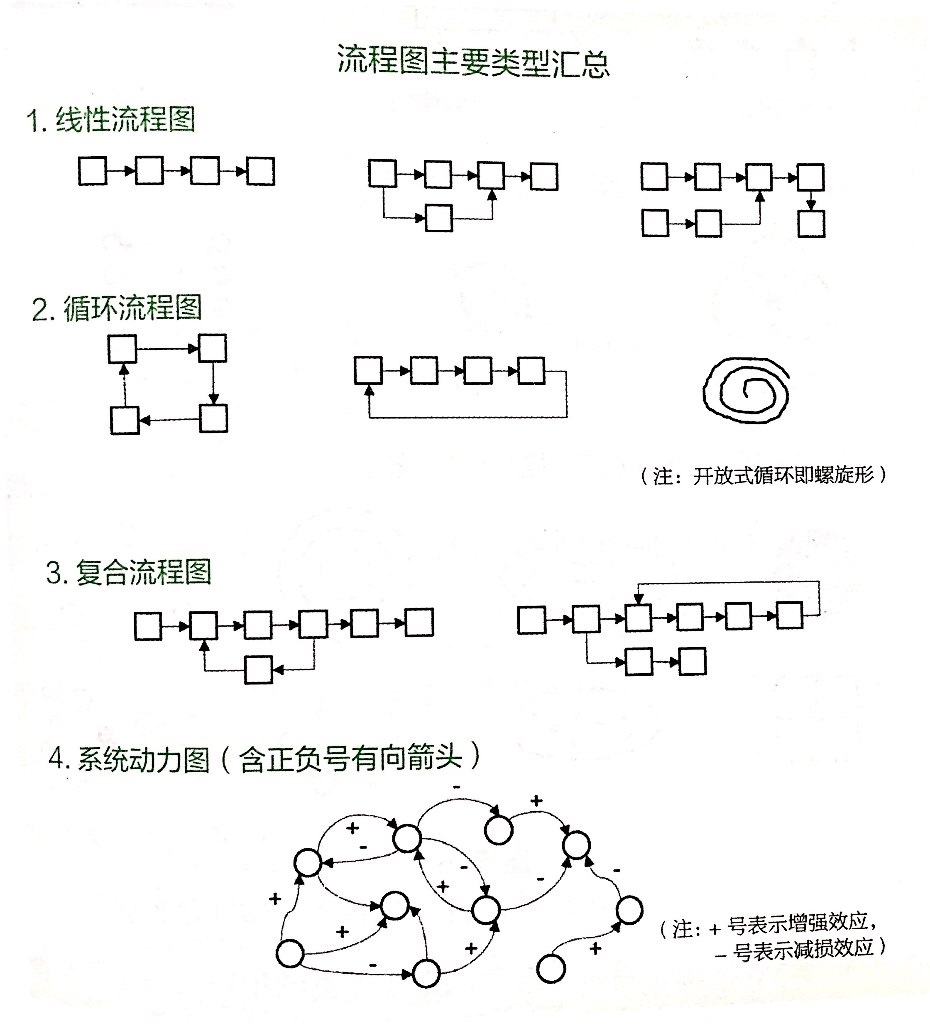 流程图主要类型汇总
1. 线性流程图
2. 循环流程图
（注：开放式循环即螺旋形）
3. 复合流程图
4. 系统动力图（含正负号有向箭头）
-
+
+
-
-
-
-
+
+
+
-
+
+
（注：+ 号表示增强效应，
- 号表示减损效应）